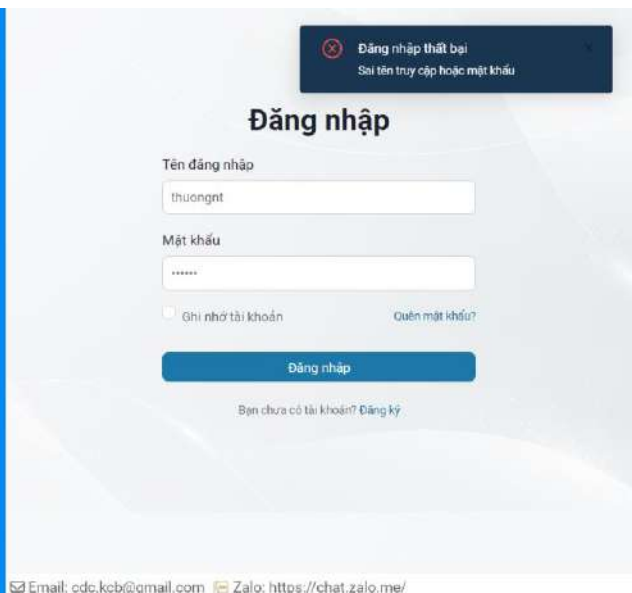 Đăng nhập thất bại
Sai tên truy cập hoặc mật khẩu
Đăng nhập
Tên đăng nhập
thuongnt
Mật khẩu
••••••
Ghi nhớ tài khoản Quên mật khẩu?
Đăng nhập
Bạn chưa có tài khoản? Đăng ký
Email: cdc.kcb@gmail.com Zalo: https://chat.zalo.me/